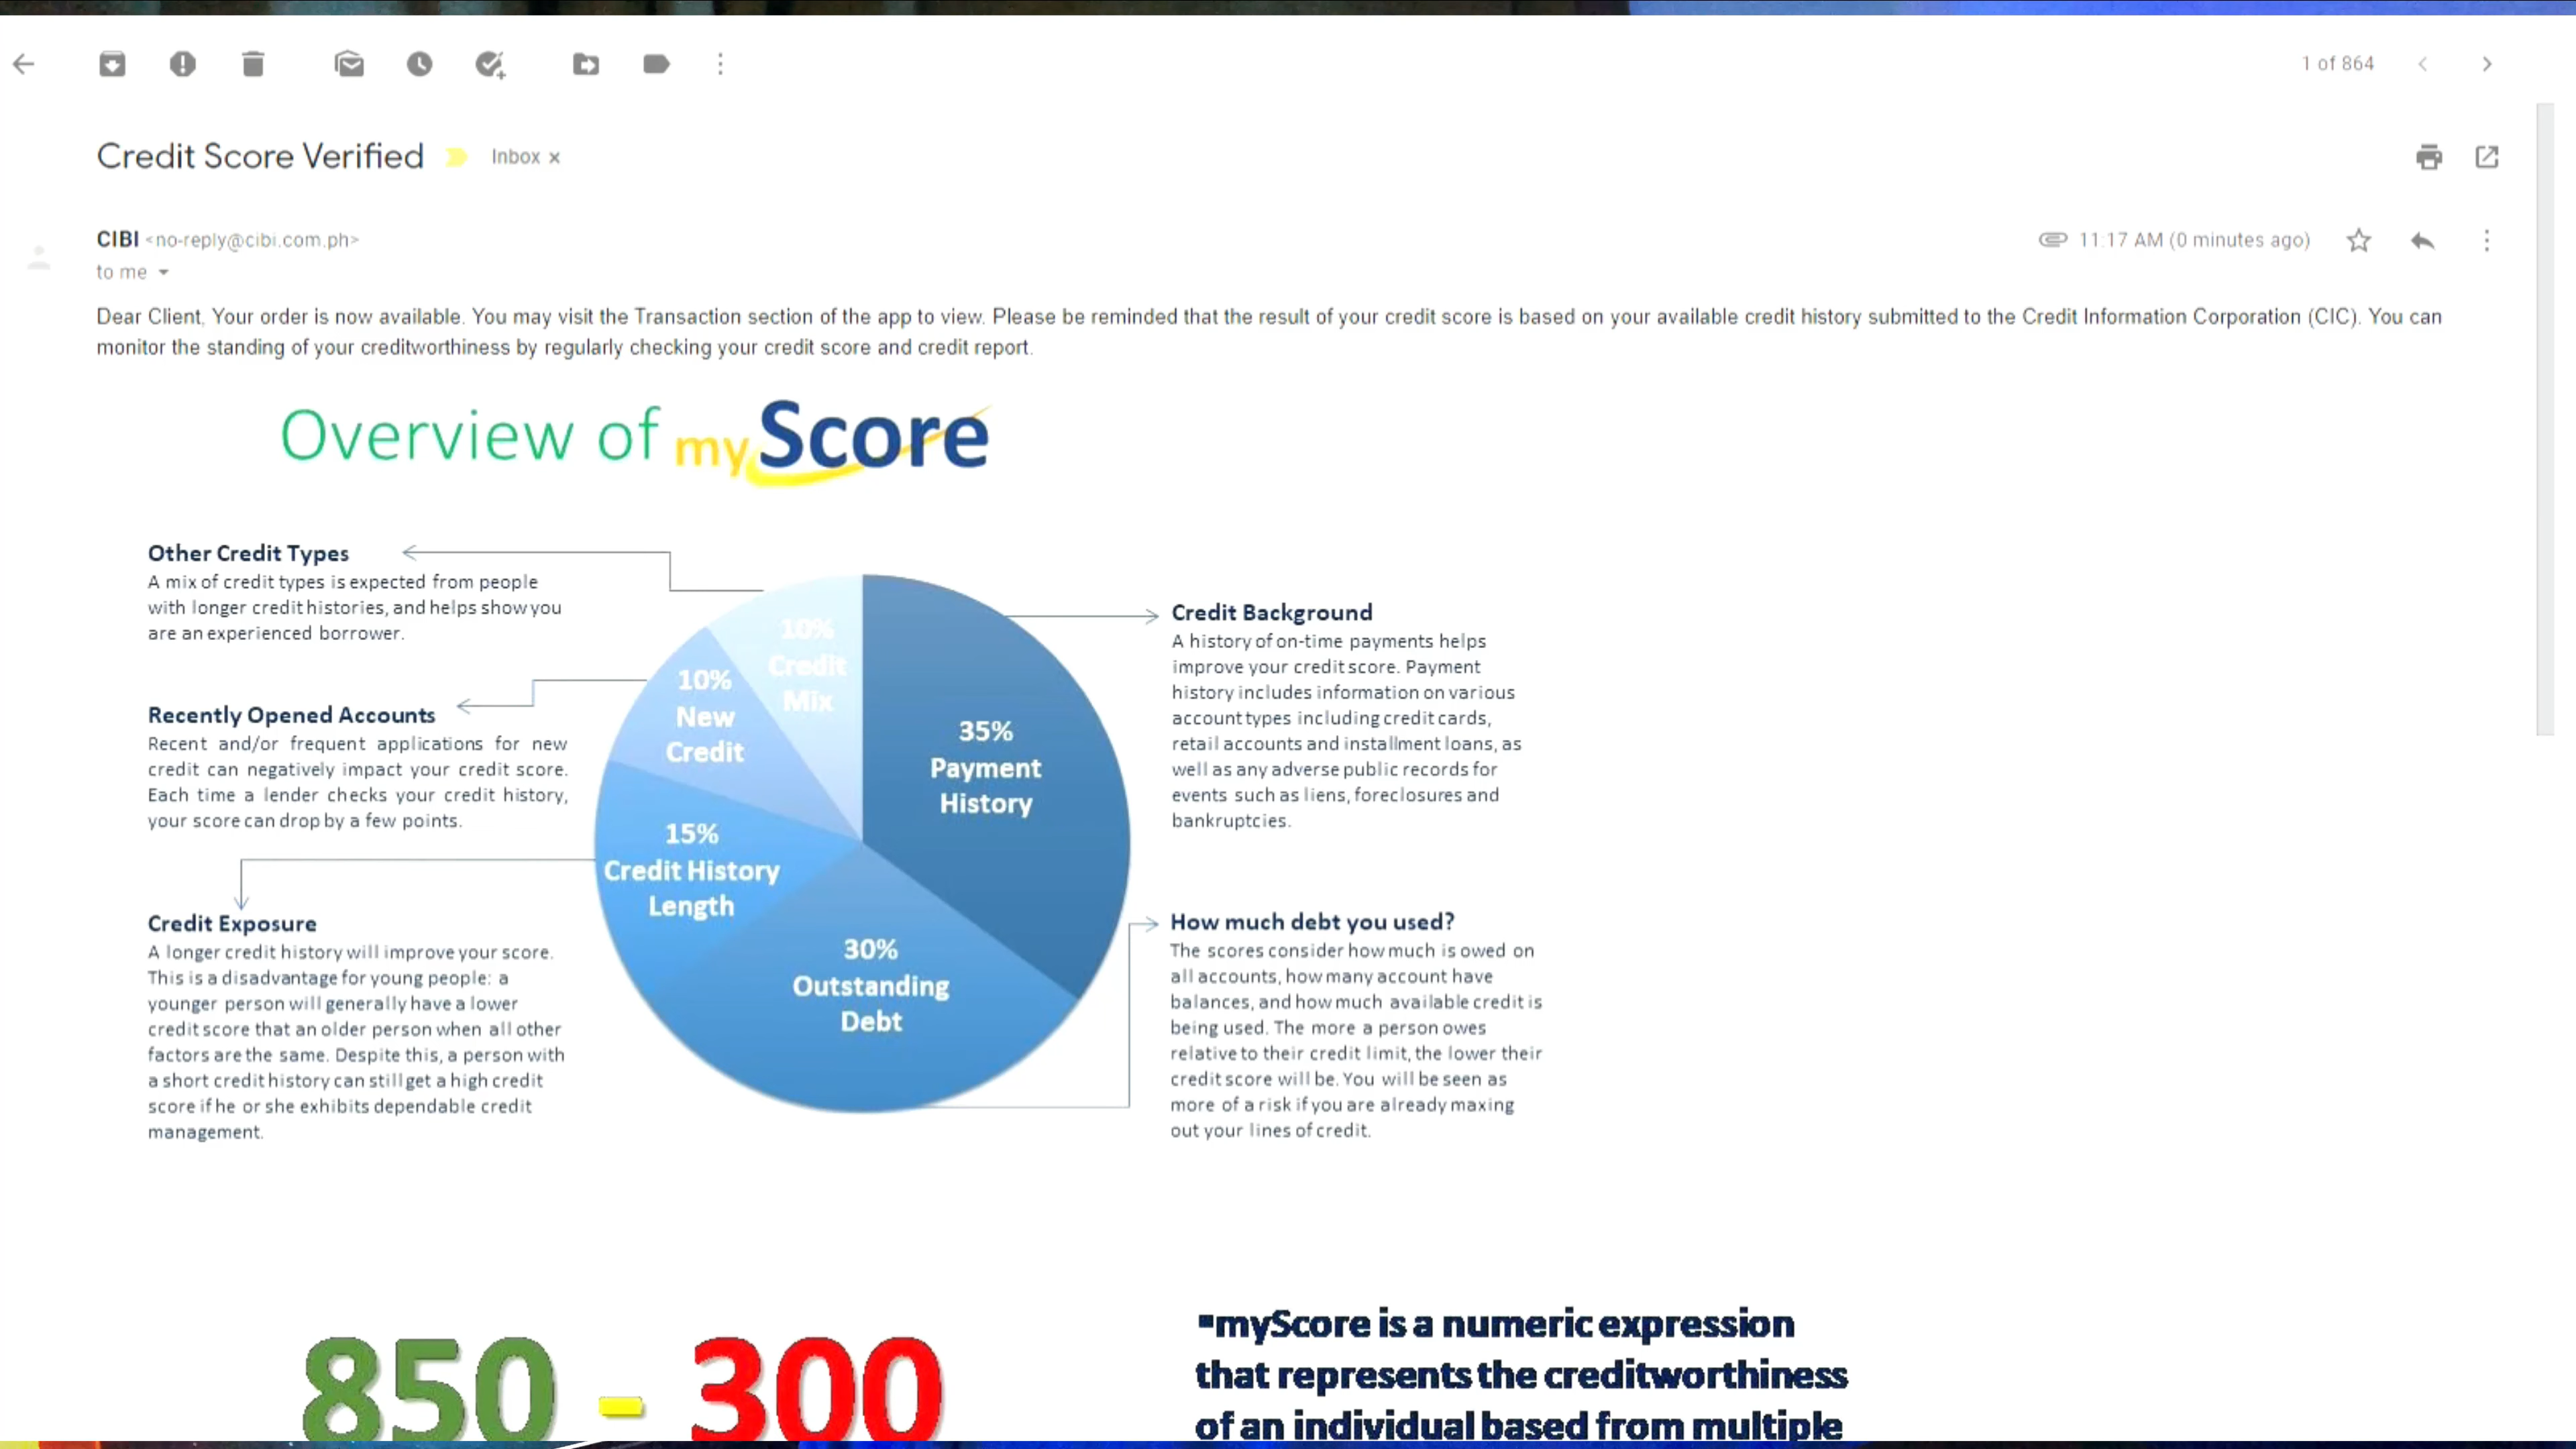 1 of 864
Credit Score Verified
Inbox x
CIBI <no-reply@cibi.com.ph>
11:17 AM (0 minutes ago)
to me
Dear Client, Your order is now available. You may visit the Transaction section of the app to view. Please be reminded that the result of your credit score is based on your available credit history submitted to the Credit Information Corporation (CIC). You can
monitor the standing of your creditworthiness by regularly checking your credit score and credit report.
Overview of myScore
Other Credit Types
A mix of credit types is expected from people
with longer credit histories, and helps show you
are an experienced borrower.
Recently Opened Accounts
Recent and/or frequent applications for new
credit can negatively impact your credit score.
Each time a lender checks your credit history,
your score can drop by a few points.
Credit Exposure
A longer credit history will improve your score.
This is a disadvantage for young people: a
younger person will generally have a lower
credit score that an older person when all other
factors are the same. Despite this, a person with
a short credit history can still get a high credit
score if he or she exhibits dependable credit
management.
10%
Credit
Mix
10%
New
Credit
15%
Credit History
Length
30%
Outstanding
Debt
35%
Payment
History
Credit Background
A history of on-time payments helps
improve your credit score. Payment
history includes information on various
account types including credit cards,
retail accounts and installment loans, as
well as any adverse public records for
events such as liens, foreclosures and
bankruptcies.
How much debt you used?
The scores consider how much is owed on
all accounts, how many account have
balances, and how much available credit is
being used. The more a person owes
relative to their credit limit, the lower their
credit score will be. You will be seen as
more of a risk if you are already maxing
out your lines of credit.
850 - 300
▪myScore is a numeric expression
that represents the creditworthiness
of an individual based from multiple